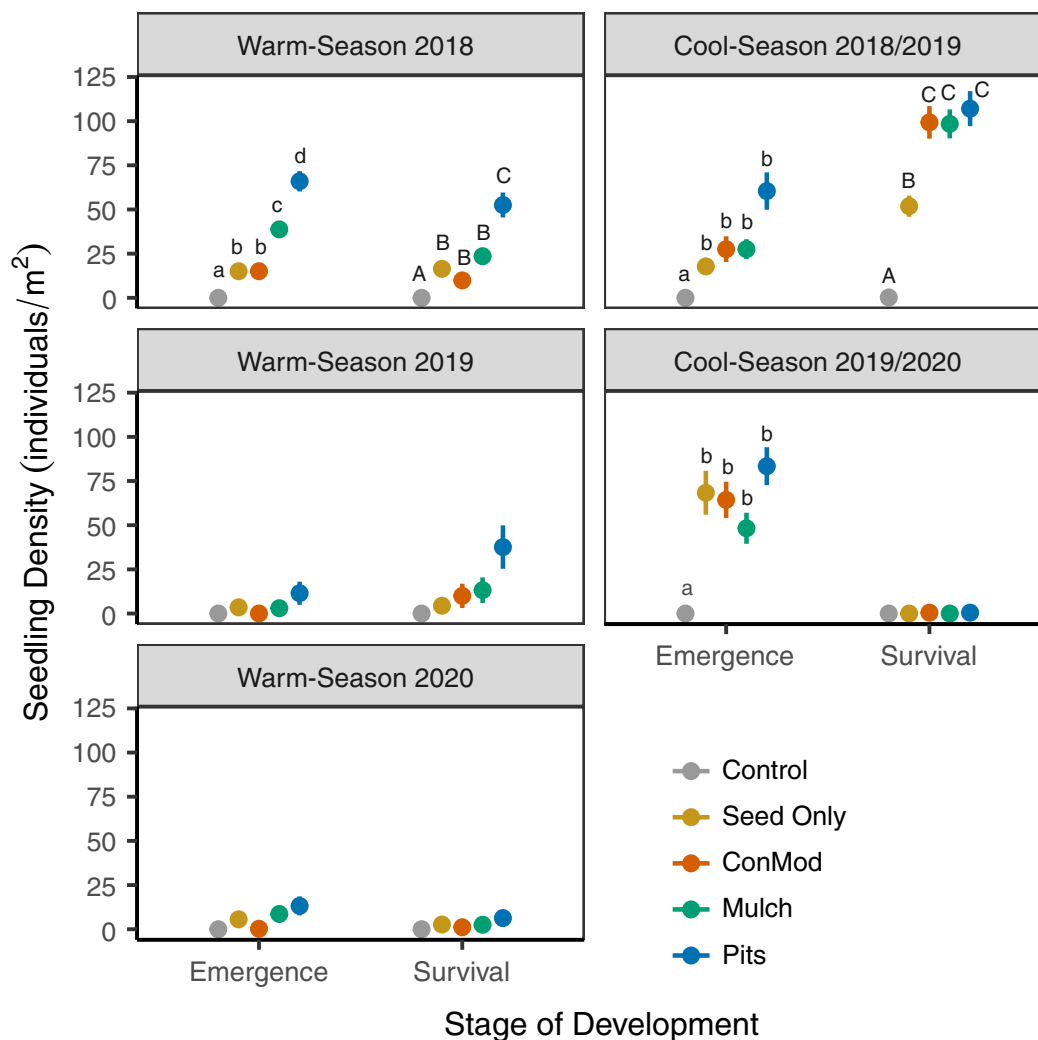 Seedling Density (individuals/m²)
Warm-Season 2018
125
100
75
50
25
0
a
b
b
c
d
A
B
B
B
C
Cool-Season 2018/2019
a
b
b
b
b
A
B
C
C
C
Warm-Season 2019
125
100
75
50
25
0
Cool-Season 2019/2020
a
b
b
b
b
Emergence Survival
Warm-Season 2020
125
100
75
50
25
0
Emergence Survival
Control
Seed Only
ConMod
Mulch
Pits
Stage of Development